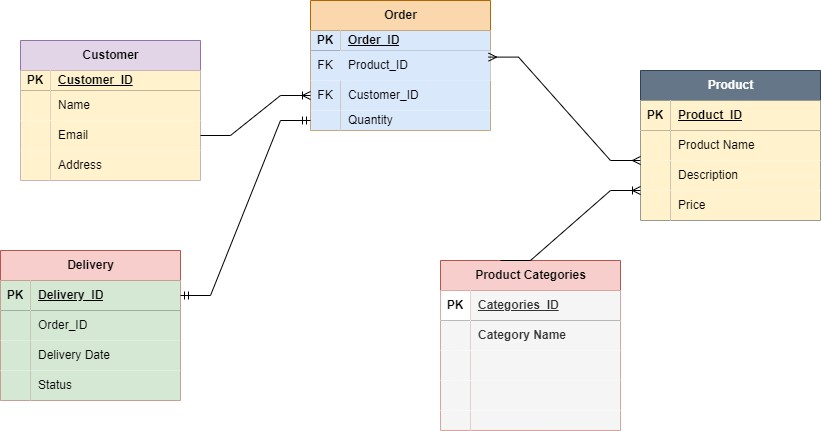 Order
PK Order_ID
FK Product_ID
FK Customer_ID
Quantity
Customer
PK Customer_ID
Name
Email
Address
Product
PK Product_ID
Product Name
Description
Price
Delivery
PK Delivery_ID
Order_ID
Delivery Date
Status
Product Categories
PK Categories_ID
Category Name